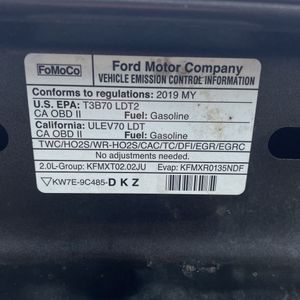 FoMoCo
Ford Motor Company
VEHICLE EMISSION CONTROL INFORMATION
Conforms to regulations: 2019 MY
U.S. EPA: T3B70 LDT2
CA OBD II Fuel: Gasoline
California: ULEV70 LDT
CA OBD II Fuel: Gasoline
TWC/HO2S/WR-HO2S/CAC/TC/DFI/EGR/EGRC
No adjustments needed.
2.0L-Group: KFMXT02.02JU Evap: KFMXR0135NDF
KW7E-9C485-DKZ